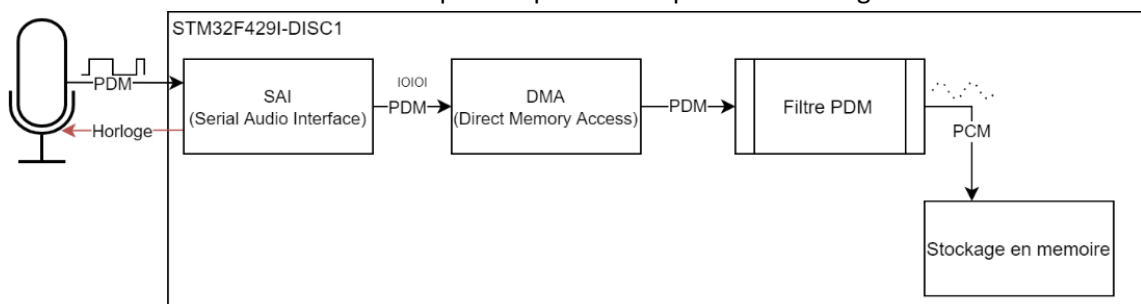 STM32F429I-DISC1
PDM
Horloge
SAI
(Serial Audio Interface)
IOIOI
PDM
DMA
(Direct Memory Access)
PDM
Filtre PDM
PCM
Stockage en memoire